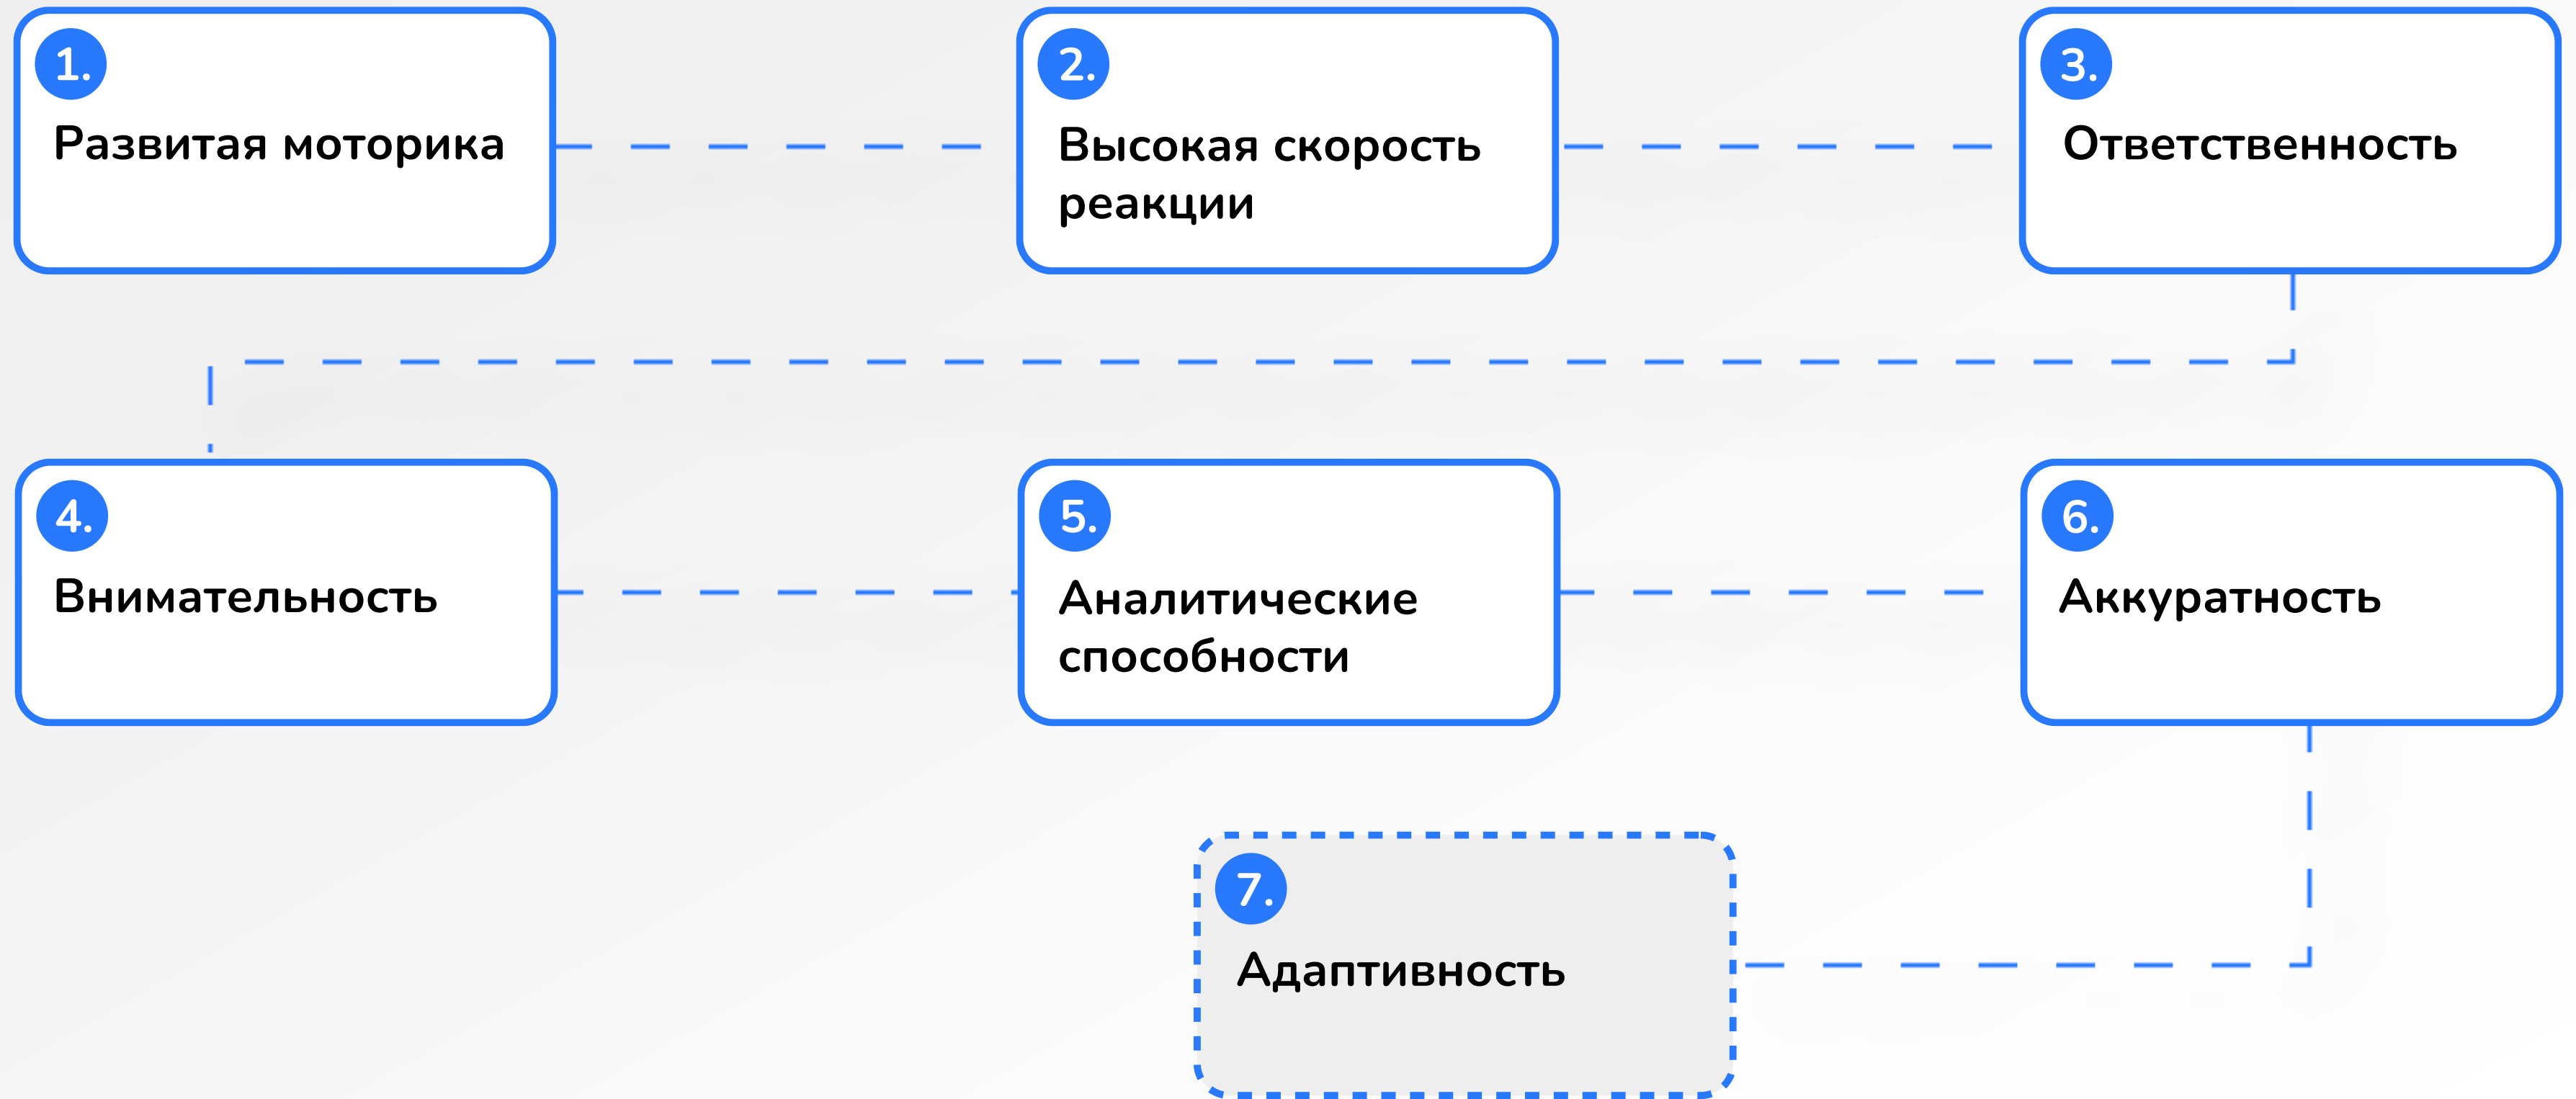 1.
Развитая моторика
2.
Высокая скорость
реакции
3.
Ответственность
4.
Внимательность
5.
Аналитические
способности
6.
Аккуратность
7.
Адаптивность